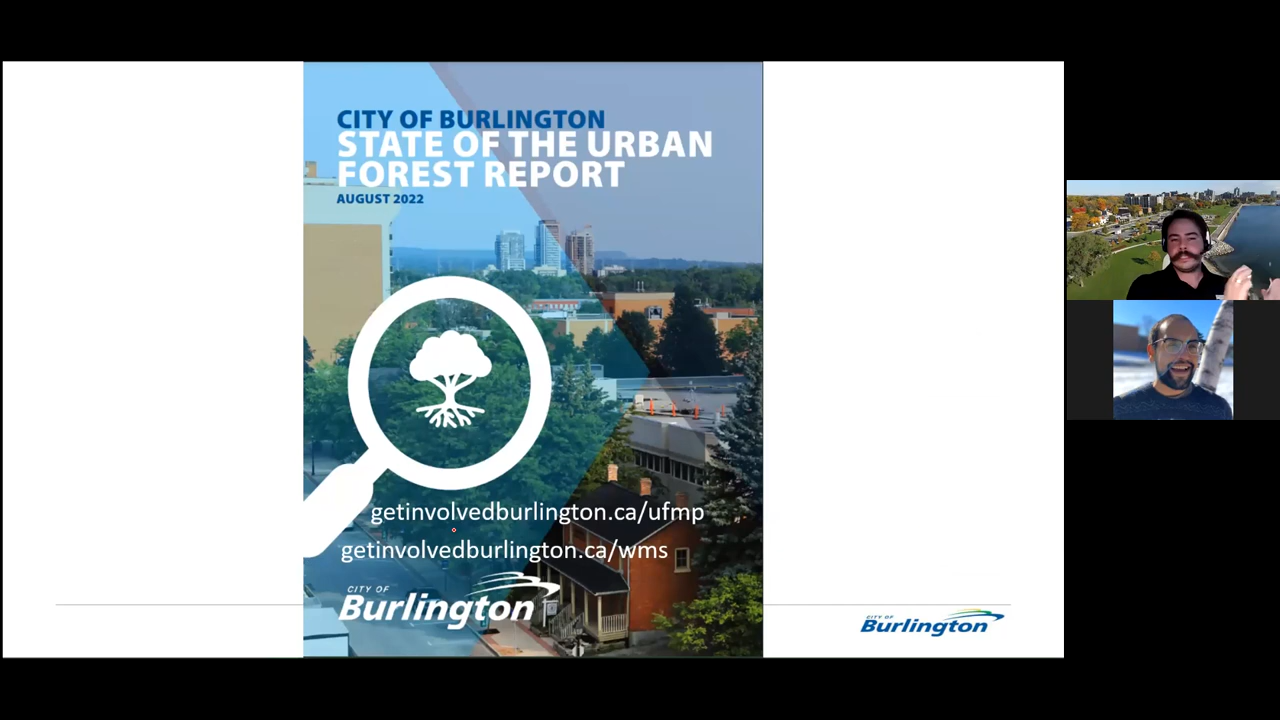 CITY OF BURLINGTON
STATE OF THE URBAN
FOREST REPORT
AUGUST 2022
getinvolvedburlington.ca/ufmp
getinvolvedburlington.ca/wms
CITY OF
Burlington
CITY OF
Burlington